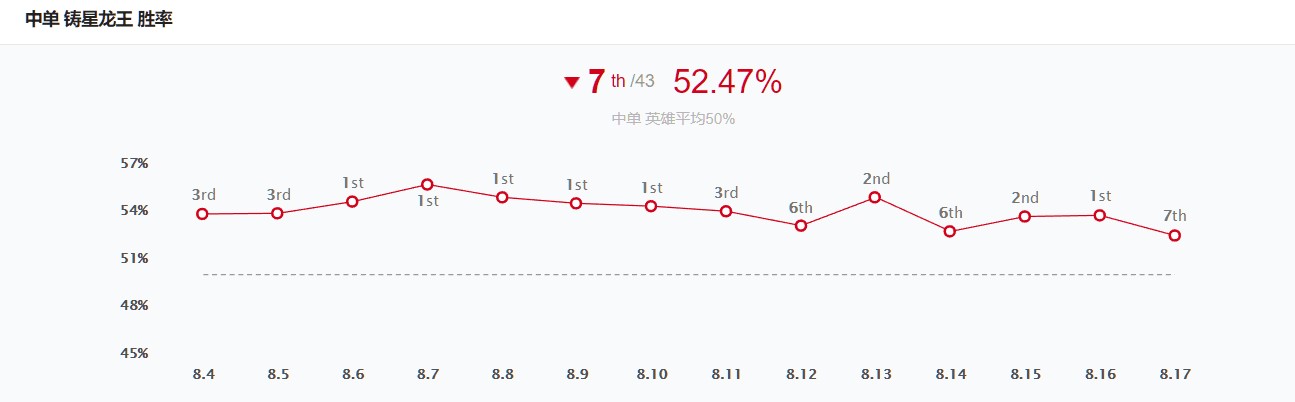 中单 铸星龙王 胜率
7 th /43 52.47%
中单 英雄平均50%
57%
3rd 3rd 1st 1st 1st 1st 1st 3rd 6th 2nd 6th 2nd 1st 7th
54%
51%
48%
45%
8.4 8.5 8.6 8.7 8.8 8.9 8.10 8.11 8.12 8.13 8.14 8.15 8.16 8.17